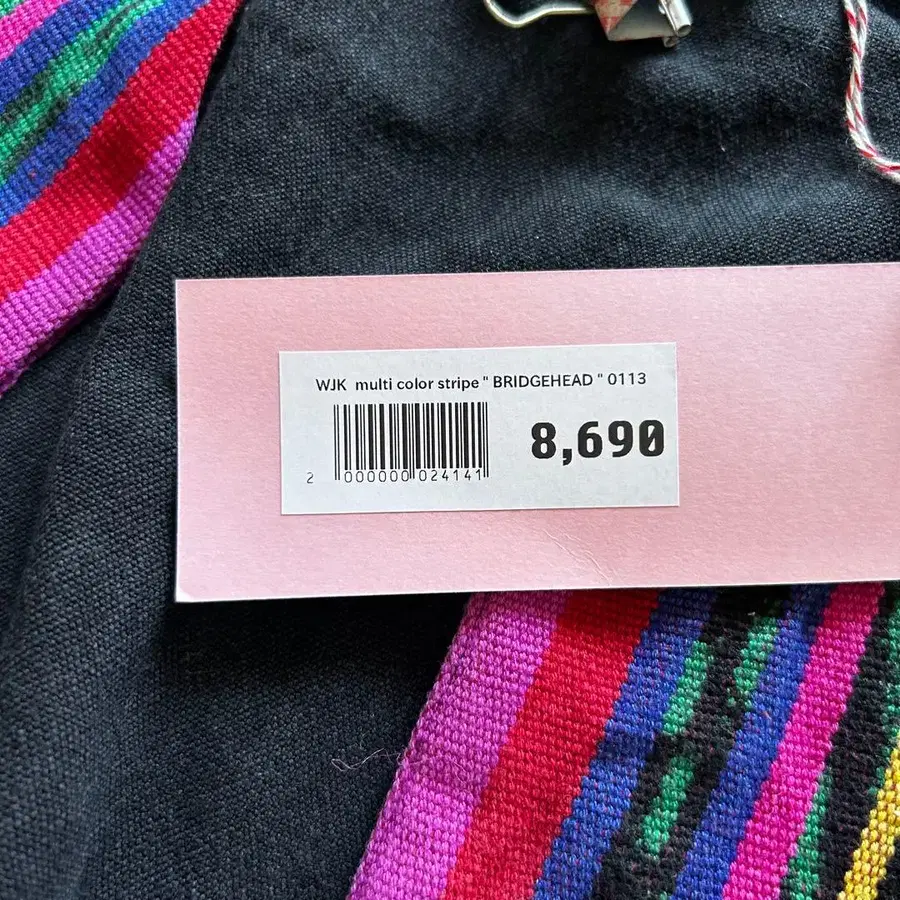 WJK multi color stripe " BRIDGEHEAD " 0113
8,690
2 000000 024141